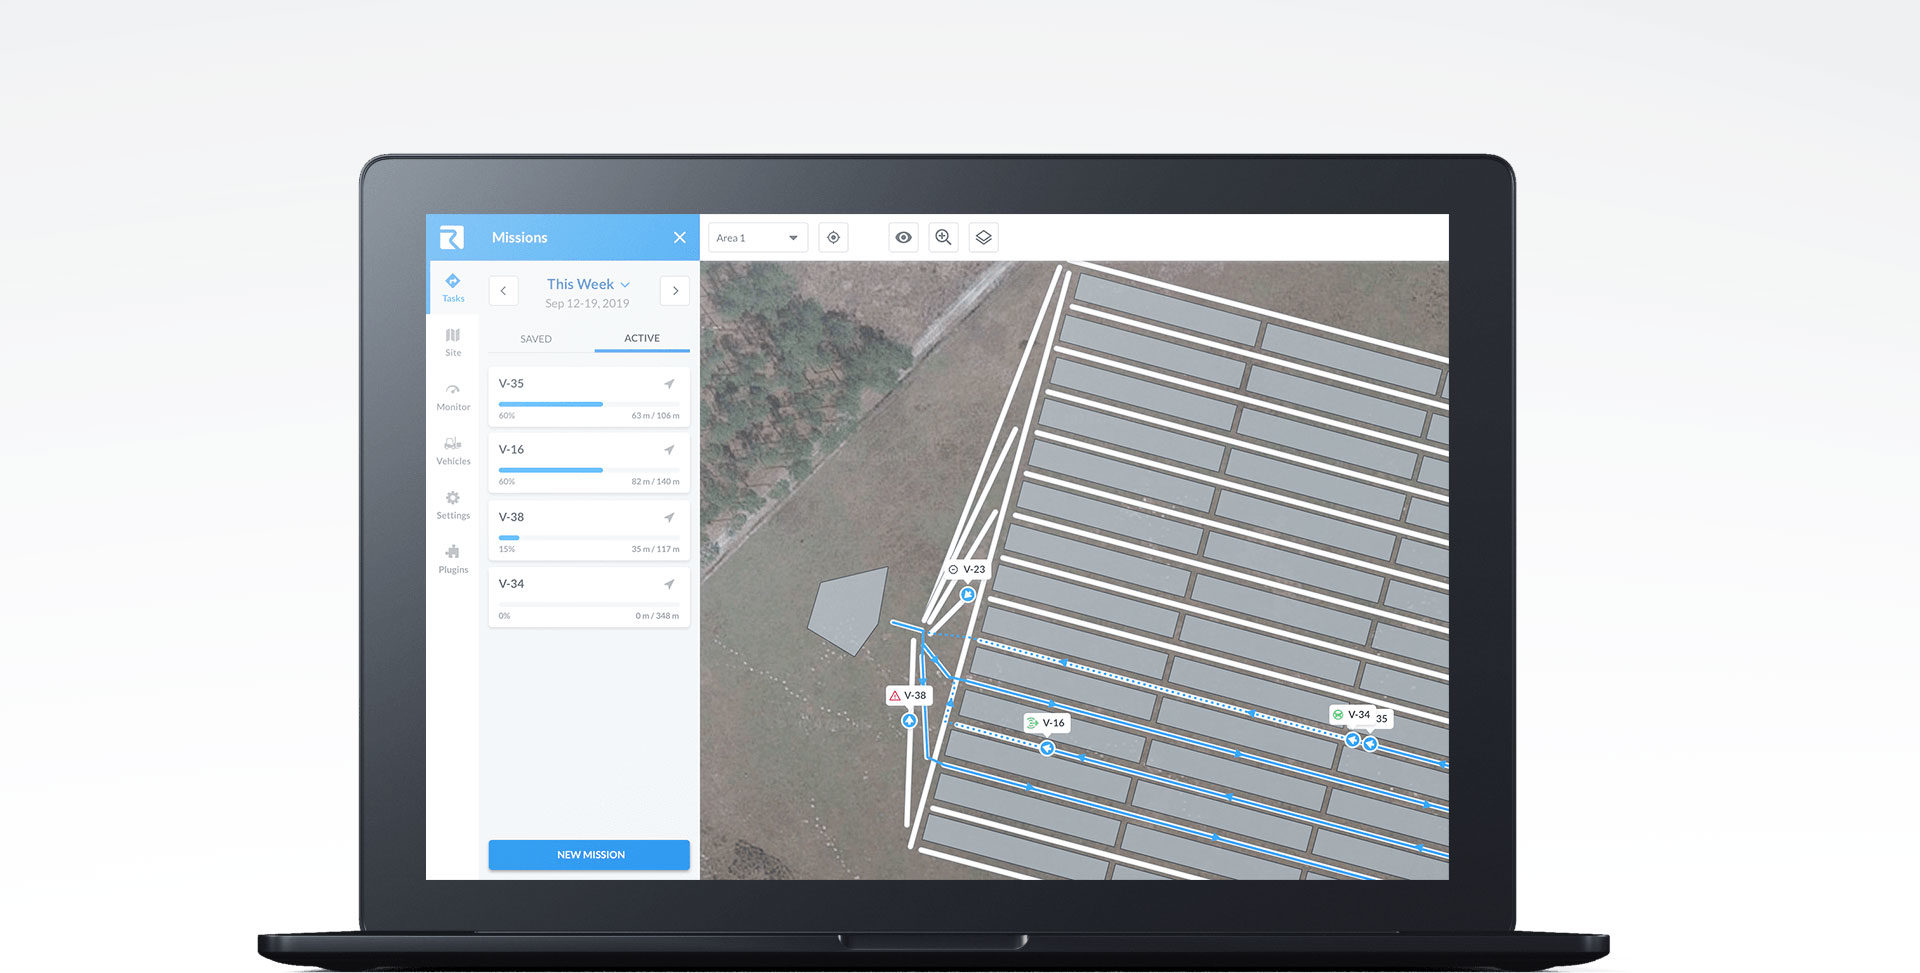 Missions
Area 1
Tasks
Site
Monitor
Vehicles
Settings
Plugins
This Week
Sep 12-19, 2019
SAVED
ACTIVE
V-35
60%
63 m / 106 m
V-16
60%
82 m / 140 m
V-38
15%
35 m / 117 m
V-34
0%
0 m / 348 m
NEW MISSION
V-23
V-38
V-16
V-34
35